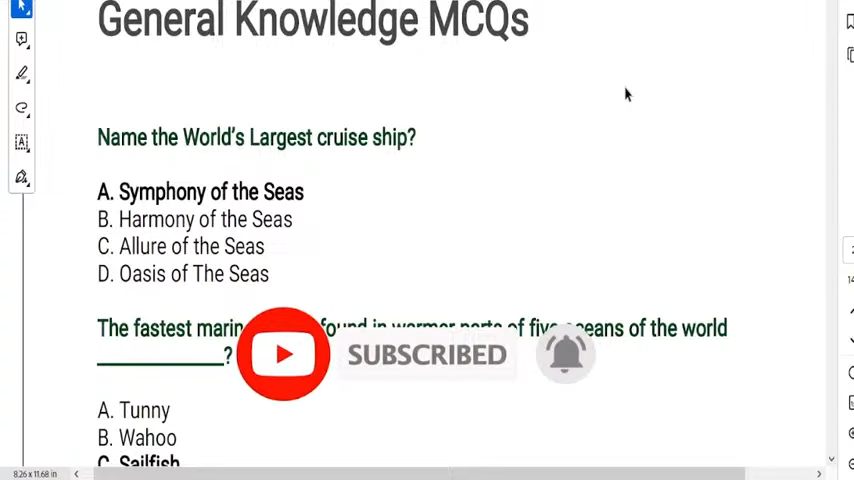 General Knowledge MCQs
Name the World's Largest cruise ship?
A. Symphony of the Seas
B. Harmony of the Seas
C. Allure of the Seas
D. Oasis of The Seas
The fastest marin found in warmer parts of five oceans of the world
____________?
SUBSCRIBED
A. Tunny
B. Wahoo
C. Sailfish
8.26 x 11.68 in